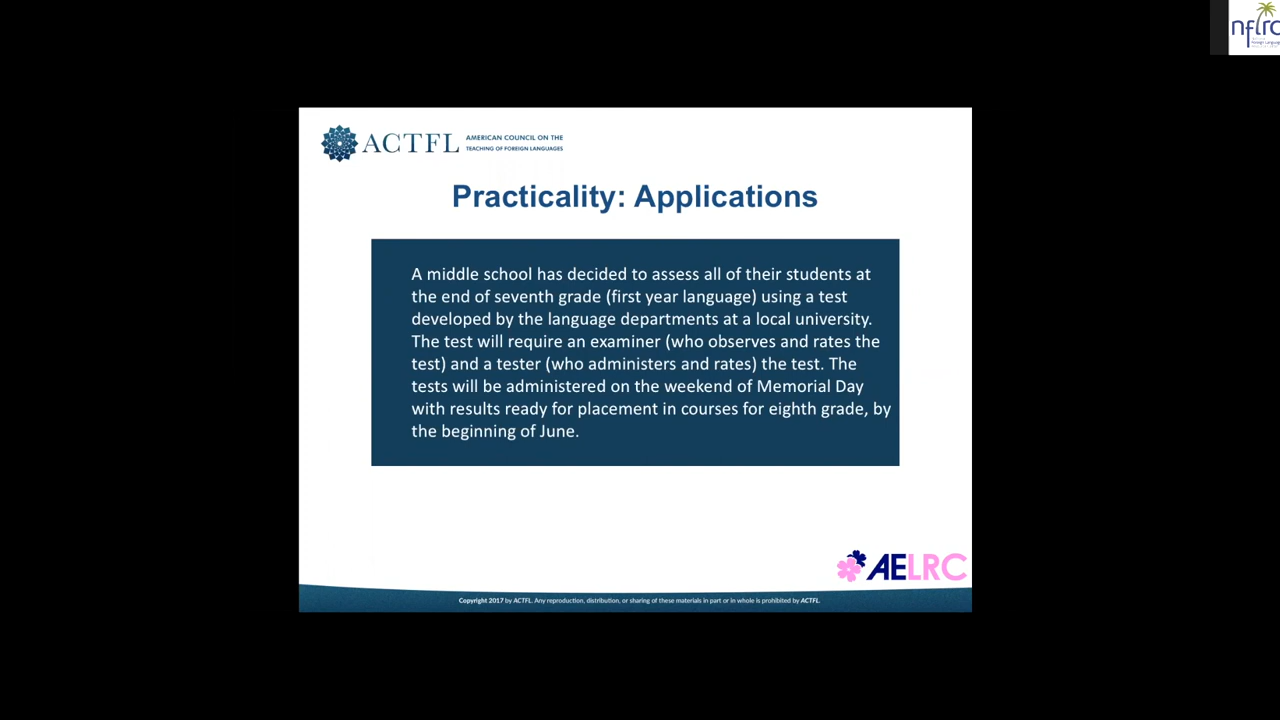 nflrc
ACTFL
AMERICAN COUNCIL ON THE
TEACHING OF FOREIGN LANGUAGES
Practicality: Applications
A middle school has decided to assess all of their students at
the end of seventh grade (first year language) using a test
developed by the language departments at a local university.
The test will require an examiner (who observes and rates the
test) and a tester (who administers and rates) the test. The
tests will be administered on the weekend of Memorial Day
with results ready for placement in courses for eighth grade, by
the beginning of June.
AELRC
Copyright 2017 by ACTFL. Any reproduction, distribution, or sharing of these materials in part or in whole is prohibited by ACTFL.